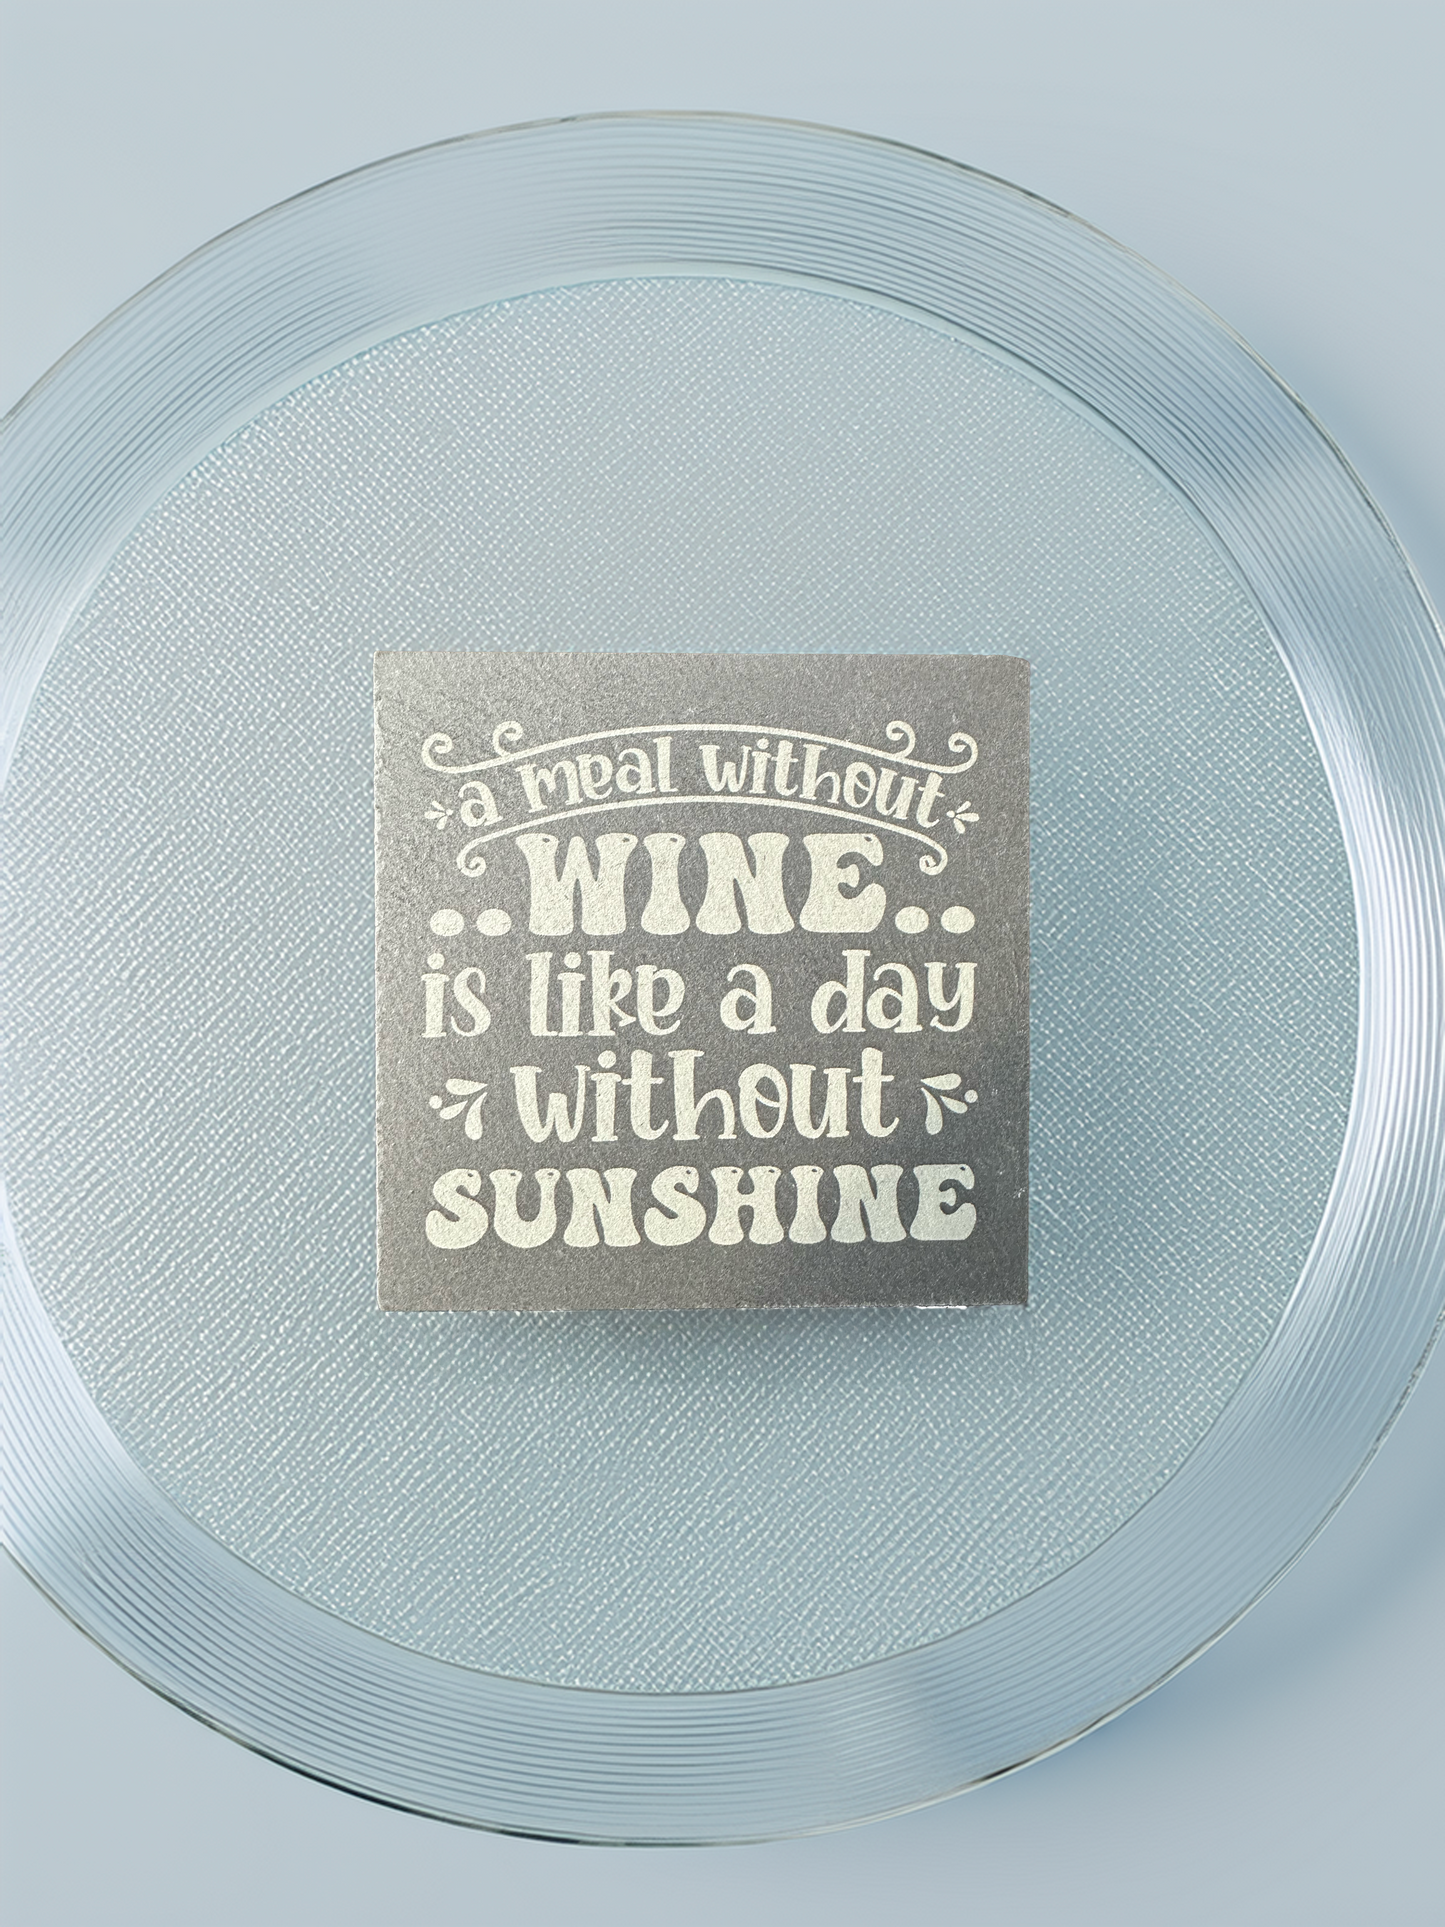 a meal without
..WINE..
is like a day
without
SUNSHINE